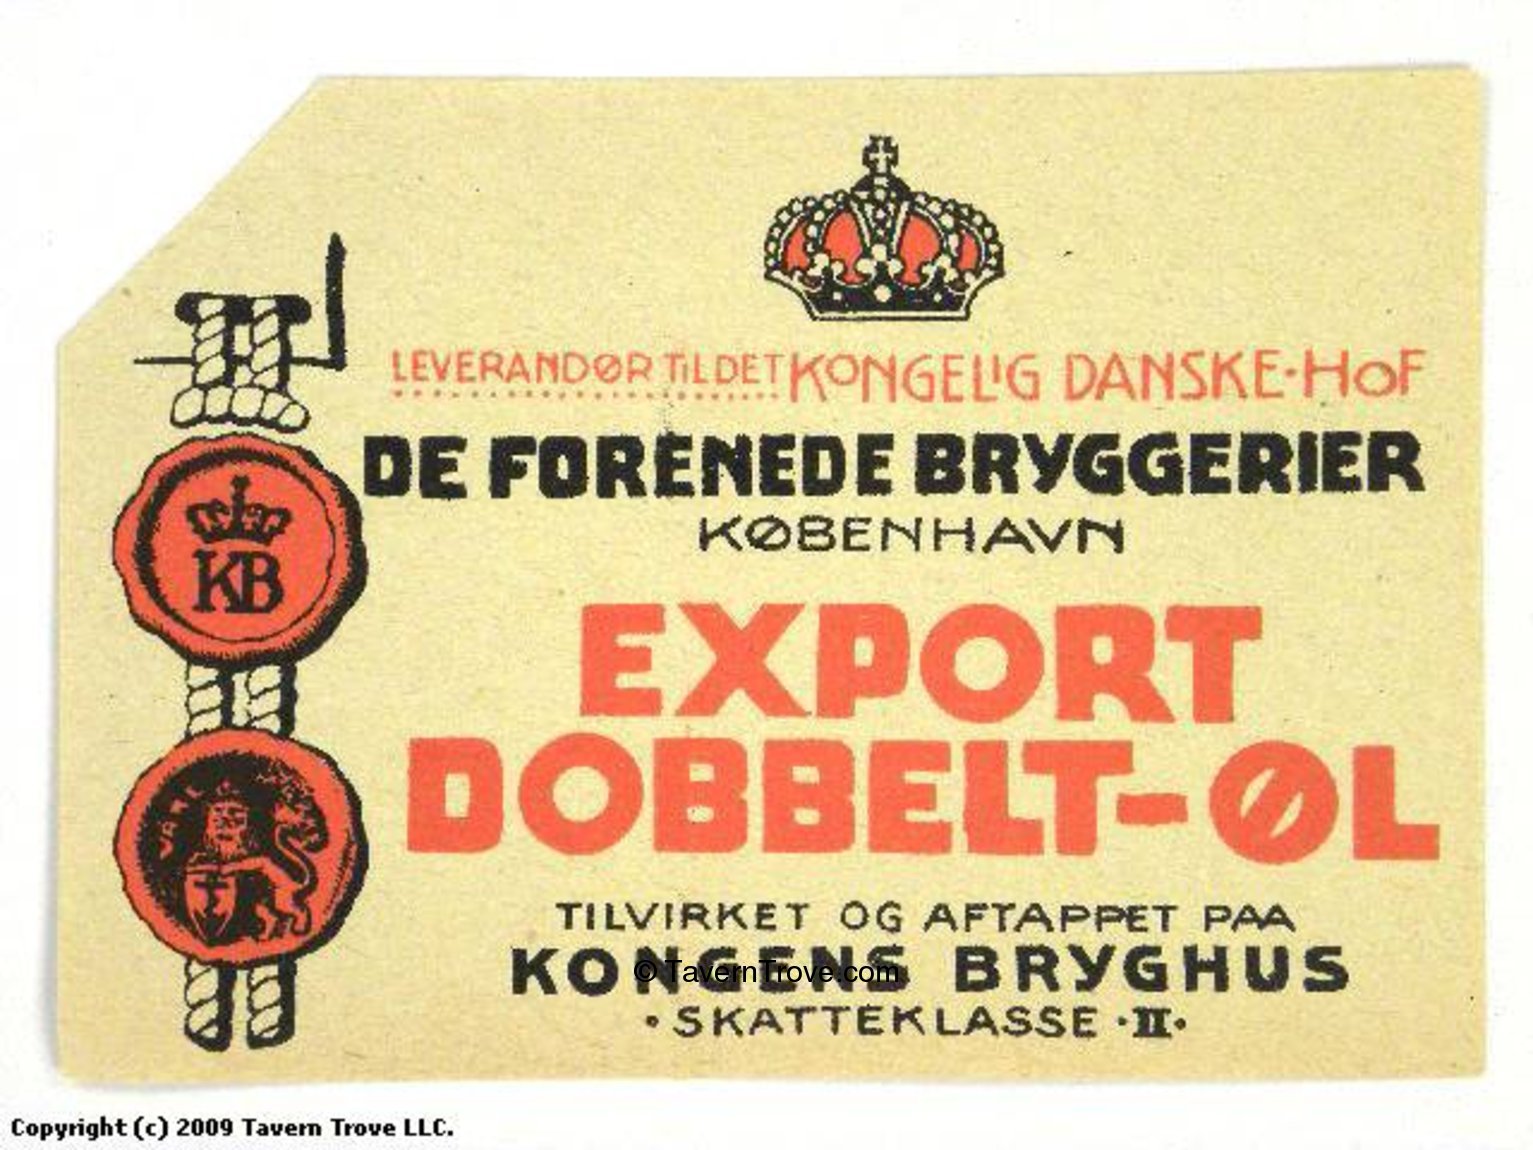 LEVERANDØR TIL DET KONGELIG DANSKE·HOF
DE FORENEDE BRYGGERIER
KØBENHAVN
EXPORT
DOBBELT-ØL
TILVIRKET OG AFTAPPET PAA
KONGENS BRYGHUS
·SKATTEKLASSE·II·
KB
© TavernTrove.com
Copyright (c) 2009 Tavern Trove LLC.